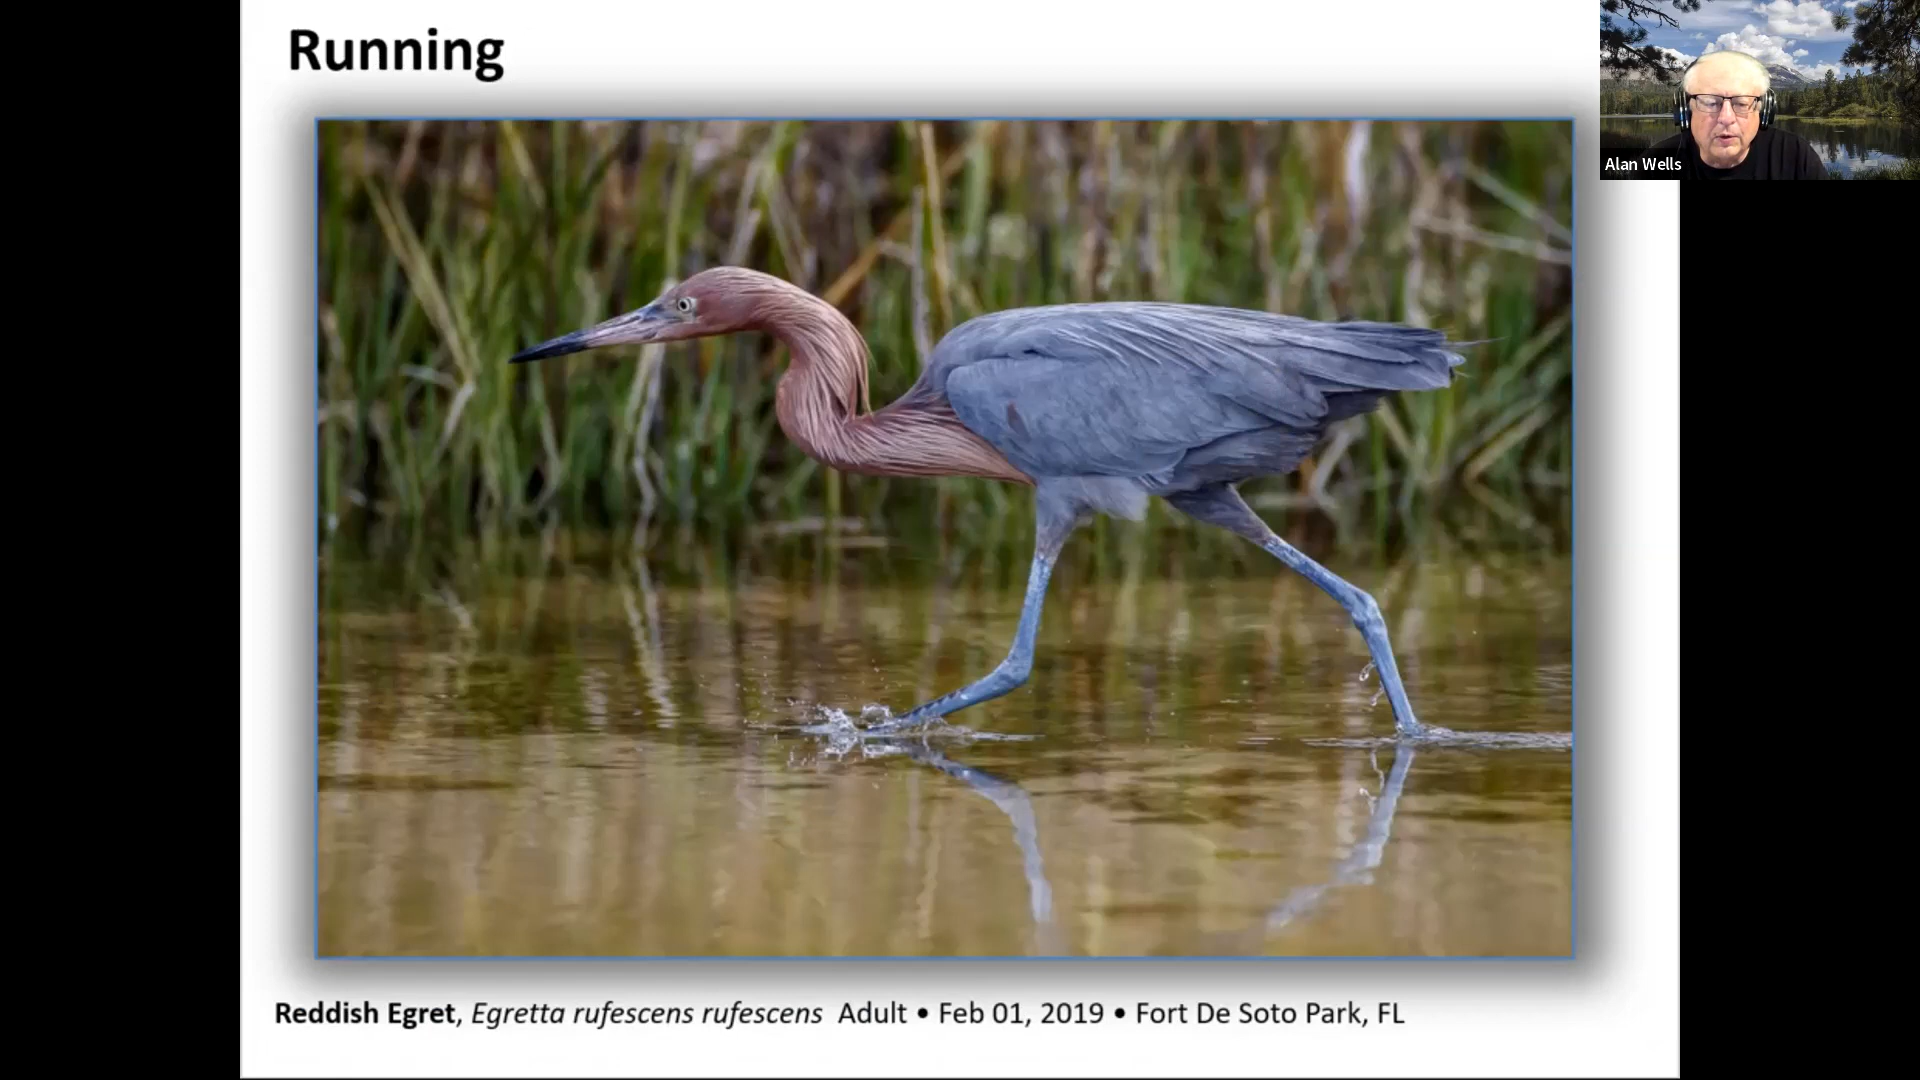 Running
Alan Wells
Reddish Egret, Egretta rufescens rufescens Adult • Feb 01, 2019 • Fort De Soto Park, FL